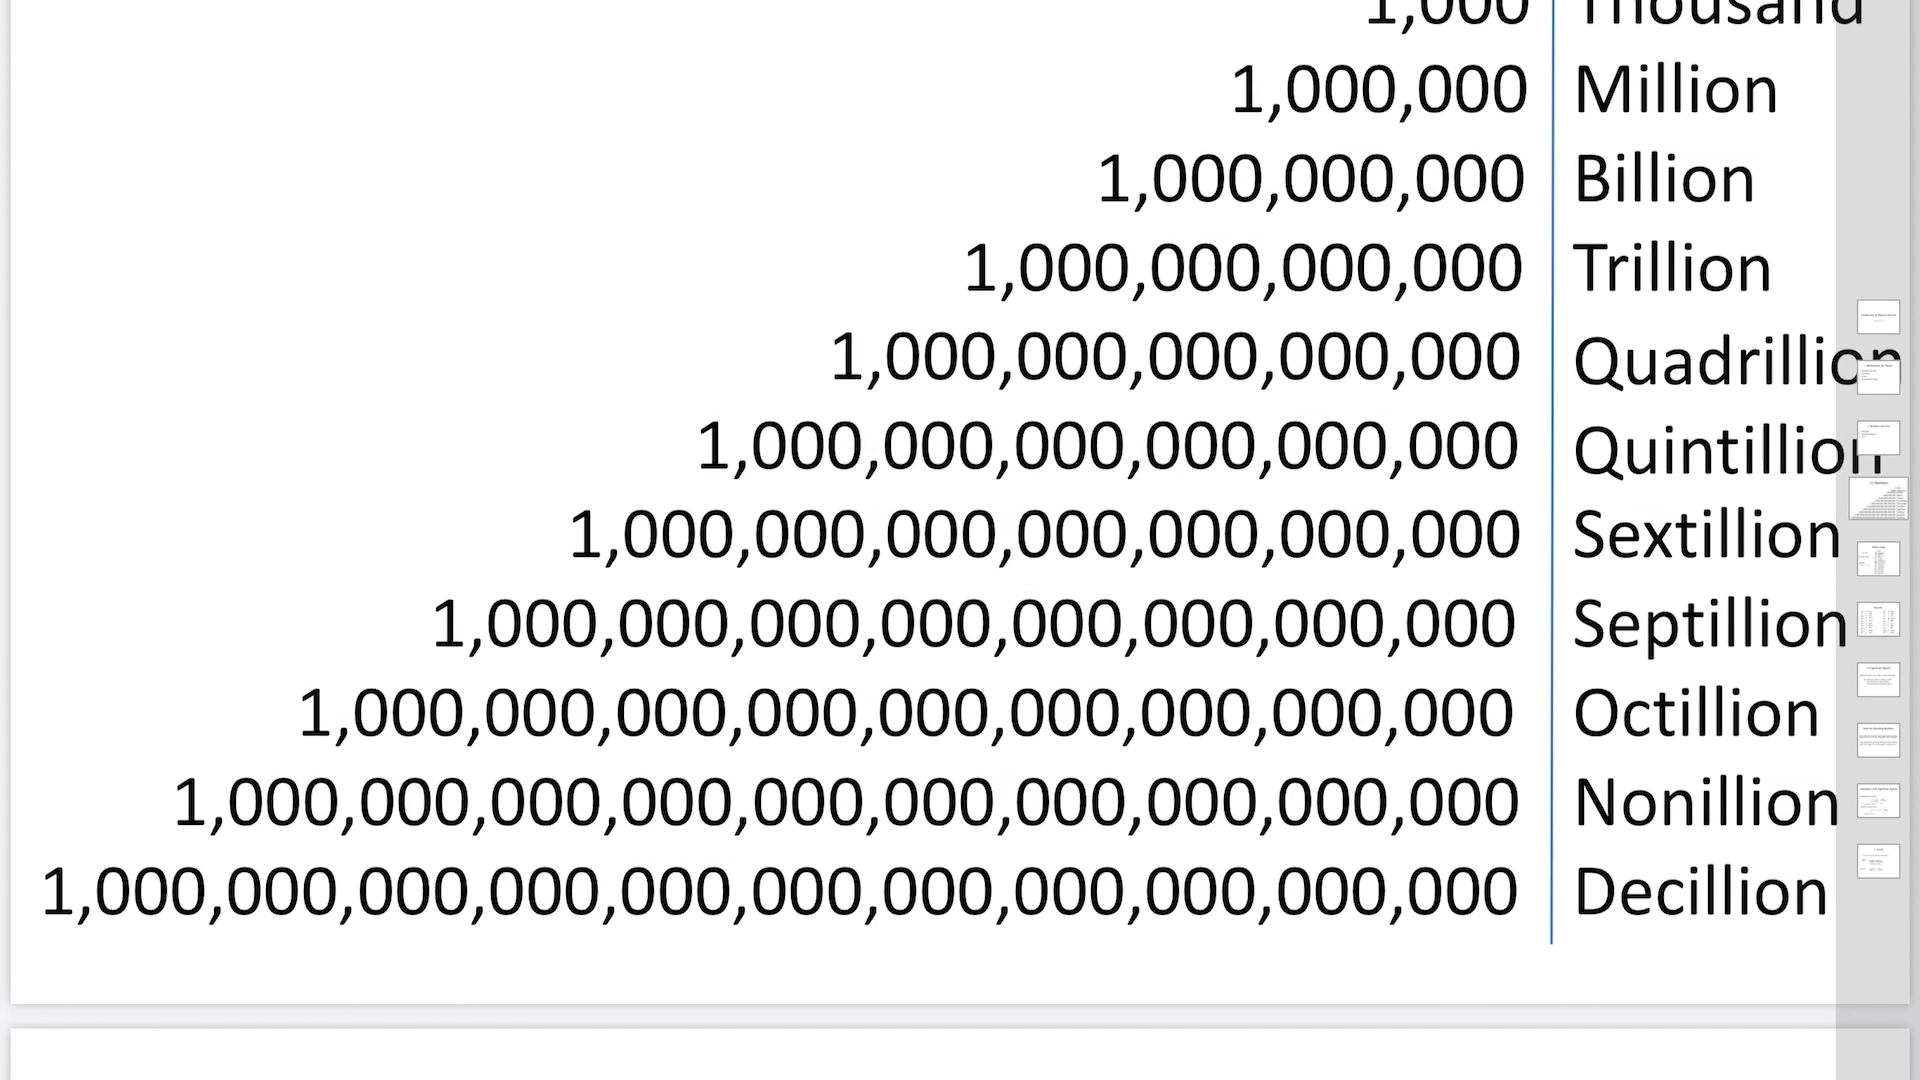 1,000 Thousand
1,000,000 Million
1,000,000,000 Billion
1,000,000,000,000 Trillion
1,000,000,000,000,000 Quadrillion
1,000,000,000,000,000,000 Quintillion
1,000,000,000,000,000,000,000 Sextillion
1,000,000,000,000,000,000,000,000 Septillion
1,000,000,000,000,000,000,000,000,000 Octillion
1,000,000,000,000,000,000,000,000,000,000 Nonillion
1,000,000,000,000,000,000,000,000,000,000,000 Decillion